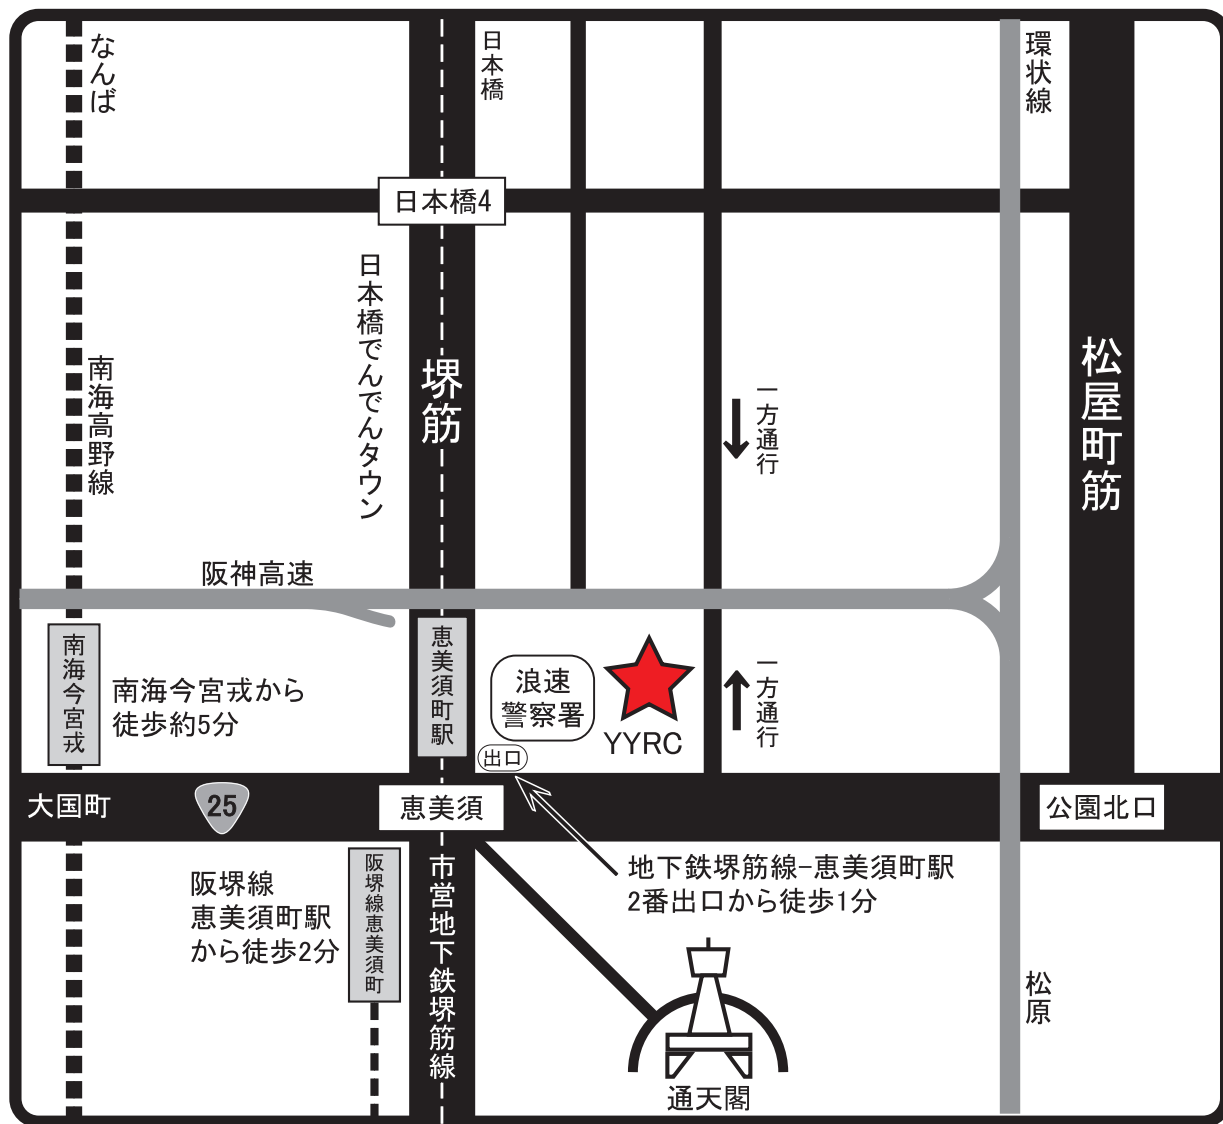 なんば
日本橋
環状線
日本橋4
日本橋でんでんタウン
南海高野線
堺筋
一方通行
松屋町筋
阪神高速
南海今宮戎
南海今宮戎から
徒歩約5分
恵美須町駅
浪速
警察署
YYRC
一方通行
出口
大国町
25
恵美須
公園北口
阪堺線
恵美須町駅
から徒歩2分
阪堺線恵美須町
市営地下鉄堺筋線
地下鉄堺筋線-恵美須町駅
2番出口から徒歩1分
松原
通天閣